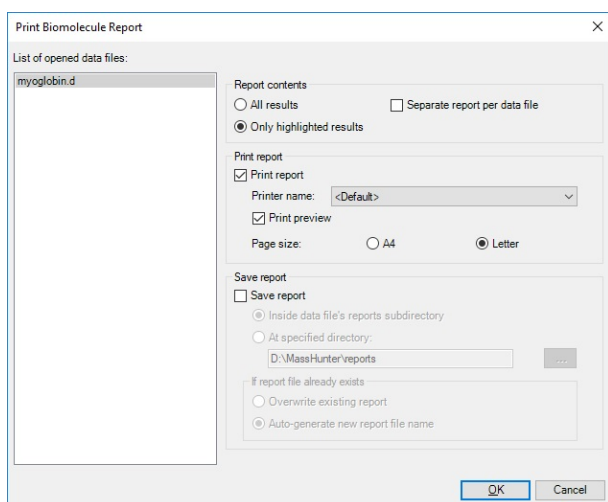 Print Biomolecule Report
List of opened data files:
myoglobin.d
Report contents
All results
Separate report per data file
Only highlighted results
Print report
Print report
Printer name: <Default>
Print preview
Page size: A4 Letter
Save report
Save report
Inside data file's reports subdirectory
At specified directory:
D:\MassHunter\reports ...
If report file already exists
Overwrite existing report
Auto-generate new report file name
OK Cancel